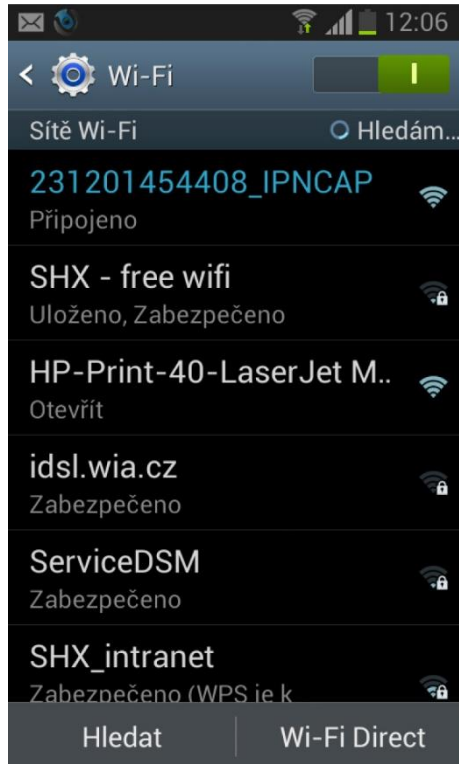 12:06
Wi-Fi
Sítě Wi-Fi Hledám...
231201454408_IPNCAP
Připojeno
SHX - free wifi
Uloženo, Zabezpečeno
HP-Print-40-LaserJet M..
Otevřít
idsl.wia.cz
Zabezpečeno
ServiceDSM
Zabezpečeno
SHX_intranet
Zabezpečeno (WPS je k
Hledat Wi-Fi Direct